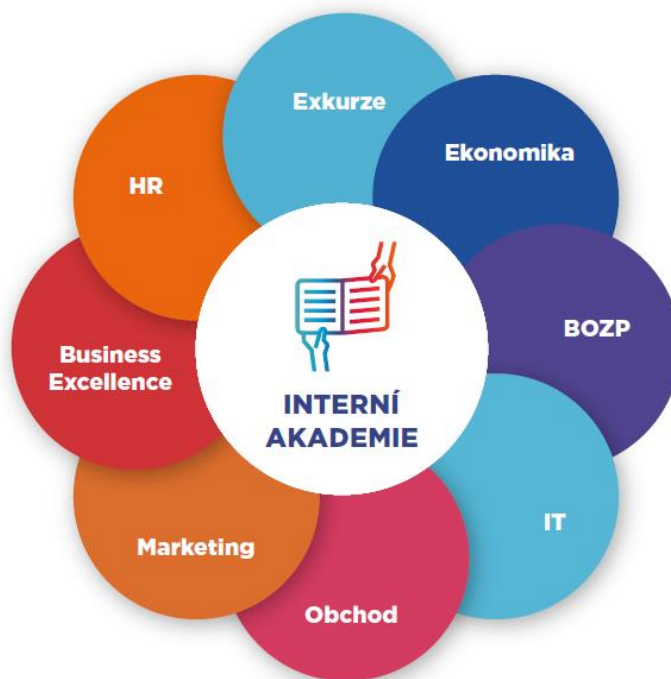 Exkurze
Ekonomika
HR
BOZP
Business
Excellence
INTERNÍ
AKADEMIE
IT
Marketing
Obchod